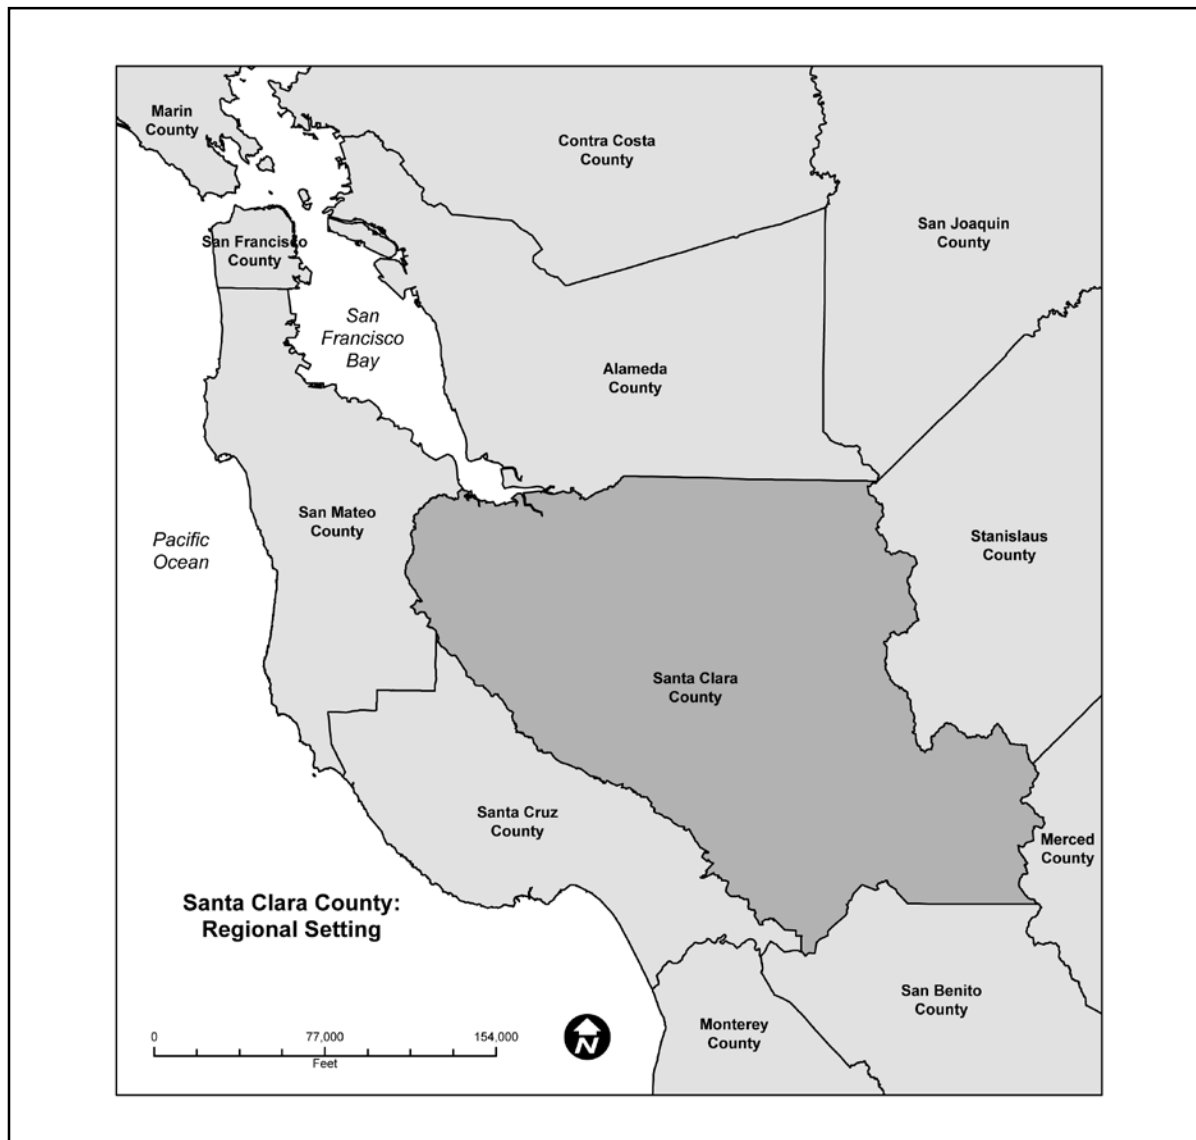 Marin
County
Contra Costa
County
San Joaquin
County
San Francisco
County
San
Francisco
Bay
Alameda
County
San Mateo
County
Pacific
Ocean
Stanislaus
County
Santa Clara
County
Santa Cruz
County
Merced
County
Santa Clara County:
Regional Setting
San Benito
County
Monterey
County
0 77,000 154,000
Feet
N